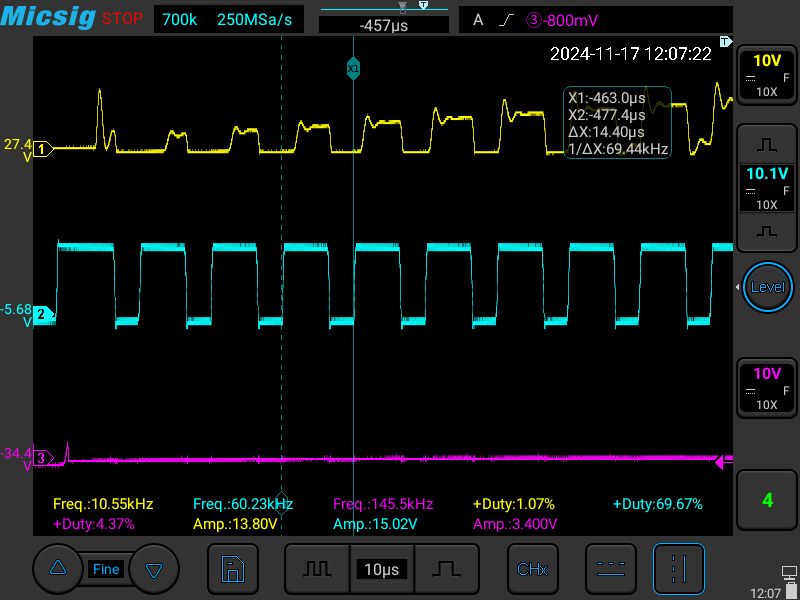 Micsig STOP 700k 250MSa/s -457µs A ③-800mV
T
T
2024-11-17 12:07:22
X1
X1:-463.0µs
X2:-477.4µs
ΔX:14.40µs
1/ΔX:69.44kHz
27.4
V
1
-5.68
V
2
-34.4
V
3
10V
F
10X
10.1V
F
10X
Level
10V
F
10X
4
Freq.:10.55kHz Freq.:60.23kHz Freq.:145.5kHz +Duty:1.07% +Duty:69.67%
+Duty:4.37% Amp.:13.80V Amp.:15.02V Amp.:3.400V
Fine 10µs CHx
12:07